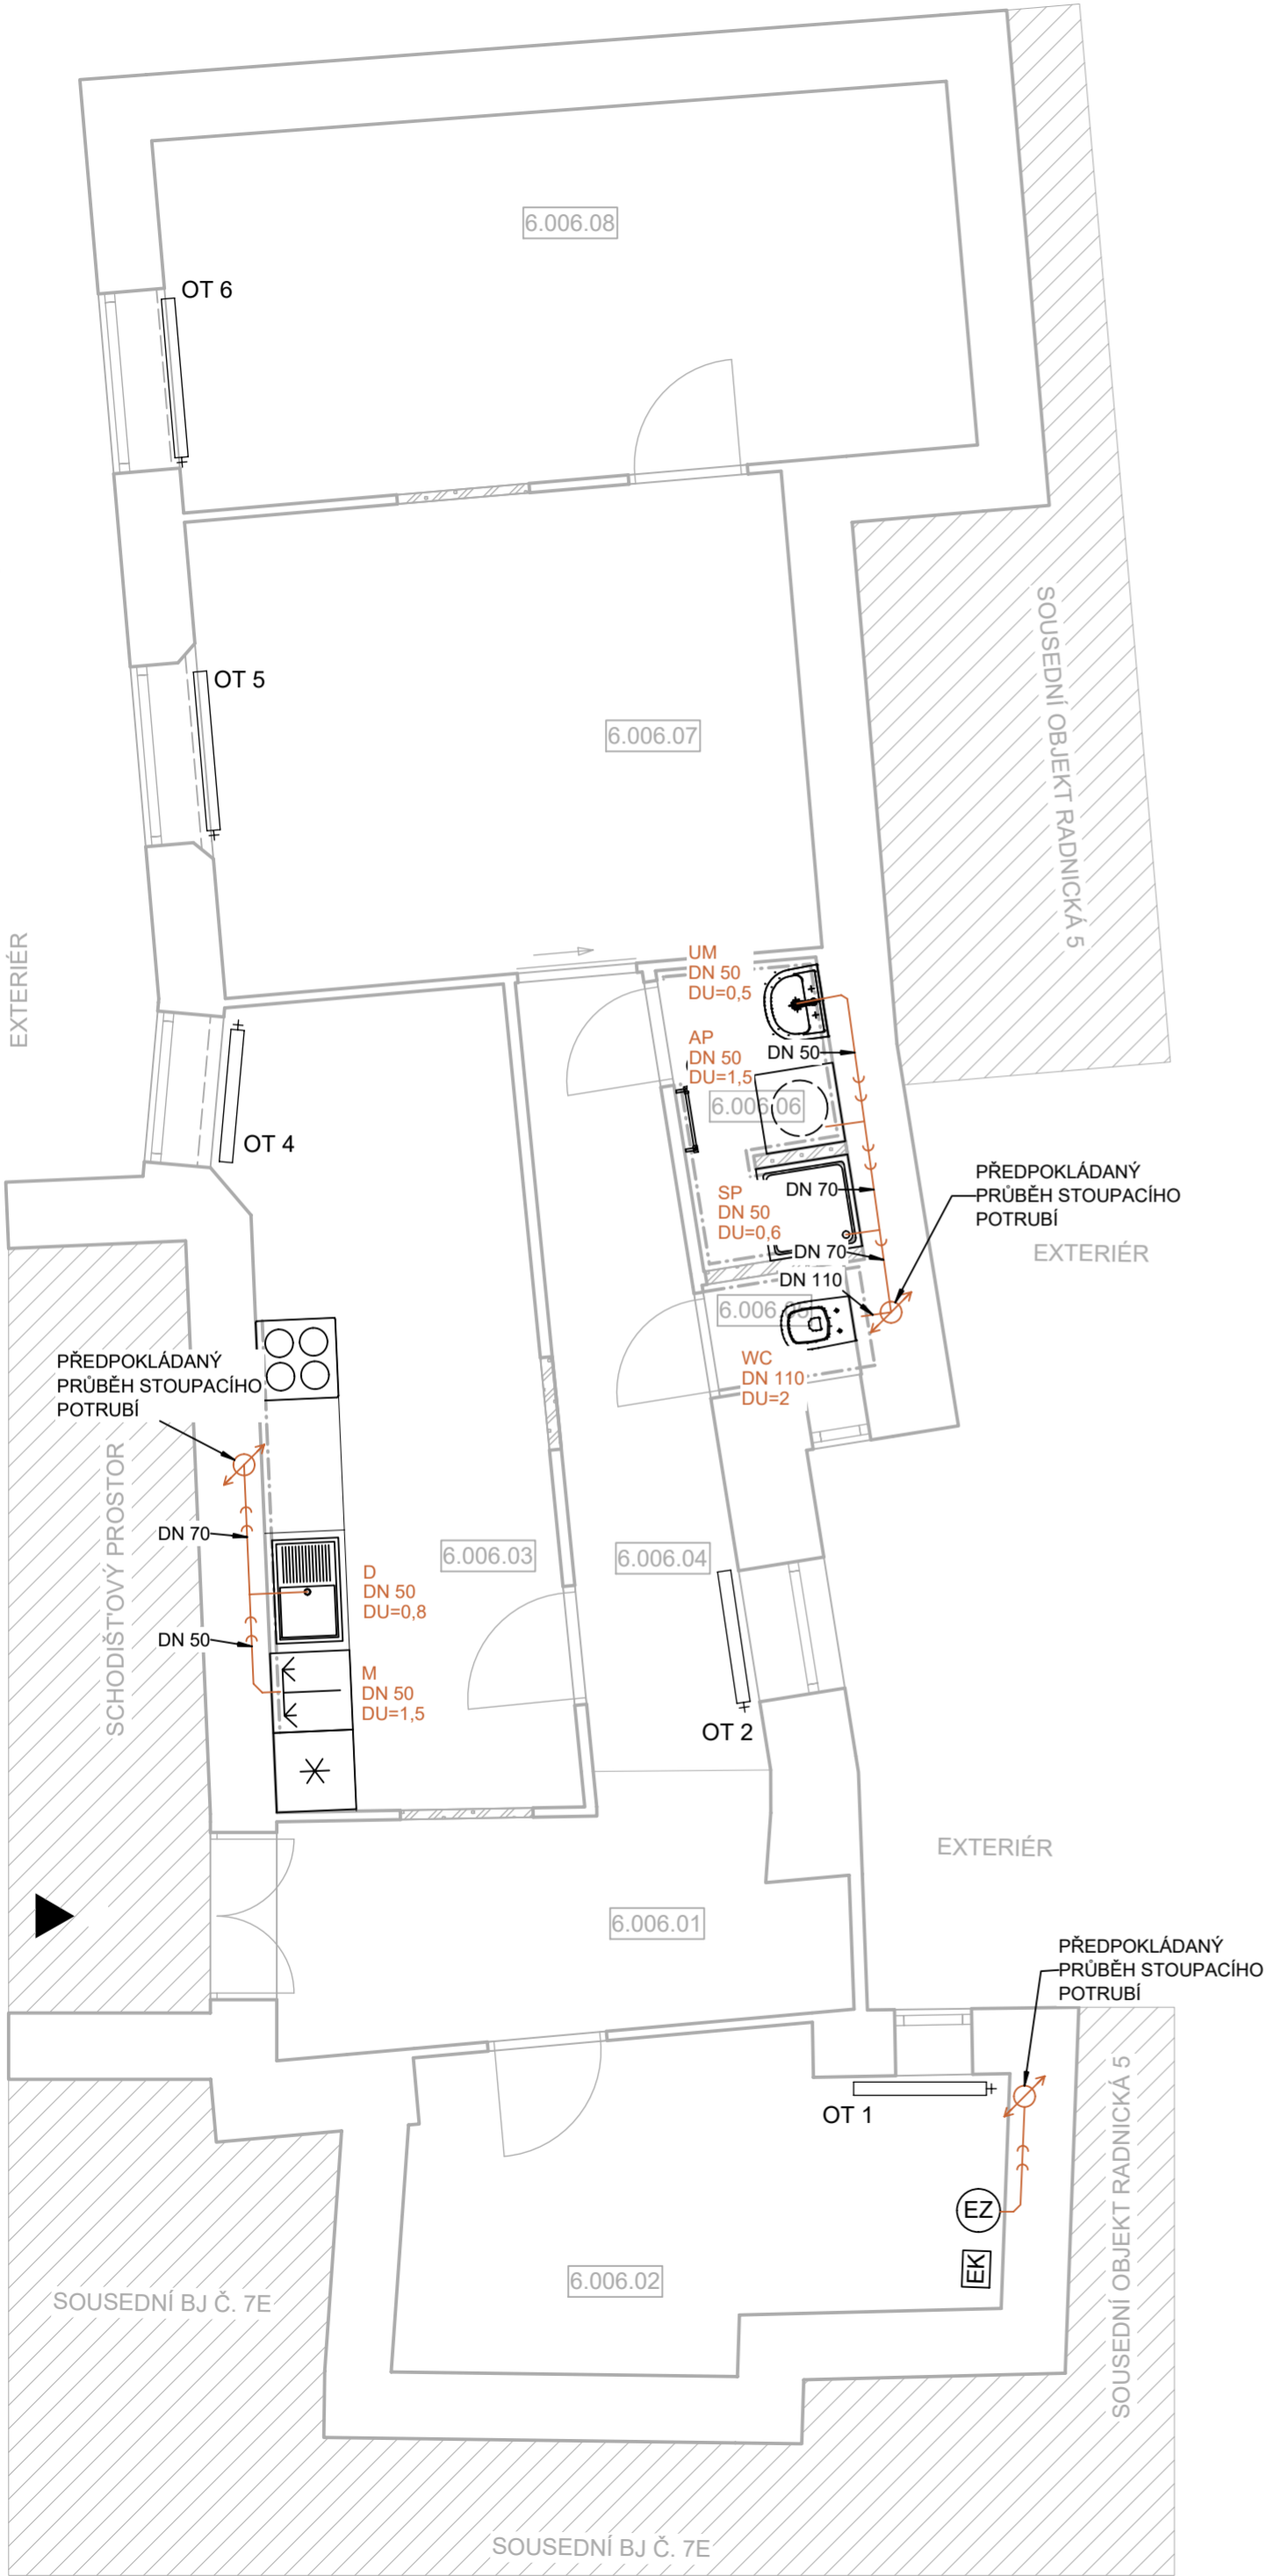 6.006.08
OT 6
SOUSEDNÍ OBJEKT RADNICKÁ 5
OT 5
6.006.07
EXTERIÉR
UM
DN 50
DU=0,5
AP
DN 50
DU=1,5
DN 50
6.006.06
OT 4
SP
DN 50
DU=0,6
DN 70
DN 70
DN 110
PŘEDPOKLÁDANÝ
PRŮBĚH STOUPACÍHO
POTRUBÍ
EXTERIÉR
6.006.05
WC
DN 110
DU=2
PŘEDPOKLÁDANÝ
PRŮBĚH STOUPACÍHO
POTRUBÍ
SCHODIŠŤOVÝ PROSTOR
DN 70
DN 50
D
DN 50
DU=0,8
M
DN 50
DU=1,5
6.006.03
6.006.04
OT 2
EXTERIÉR
6.006.01
PŘEDPOKLÁDANÝ
PRŮBĚH STOUPACÍHO
POTRUBÍ
OT 1
EZ
EK
6.006.02
SOUSEDNÍ OBJEKT RADNICKÁ 5
SOUSEDNÍ BJ Č. 7E
SOUSEDNÍ BJ Č. 7E